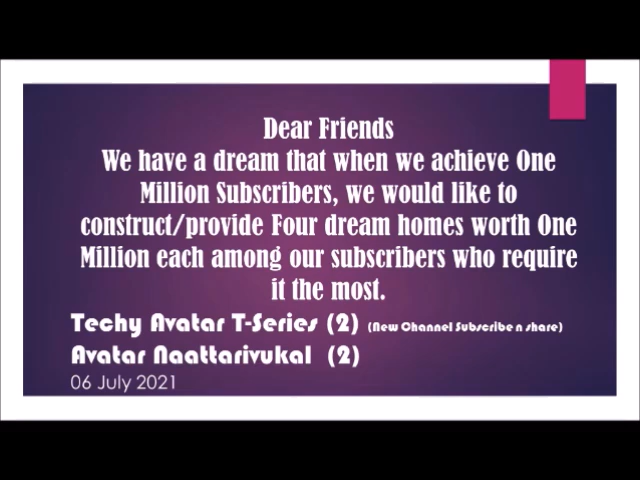 Dear Friends
We have a dream that when we achieve One
Million Subscribers, we would like to
construct/provide Four dream homes worth One
Million each among our subscribers who require
it the most.
Techy Avatar T-Series (2) (New Channel Subscribe n share)
Avatar Naattarivukal (2)
06 July 2021